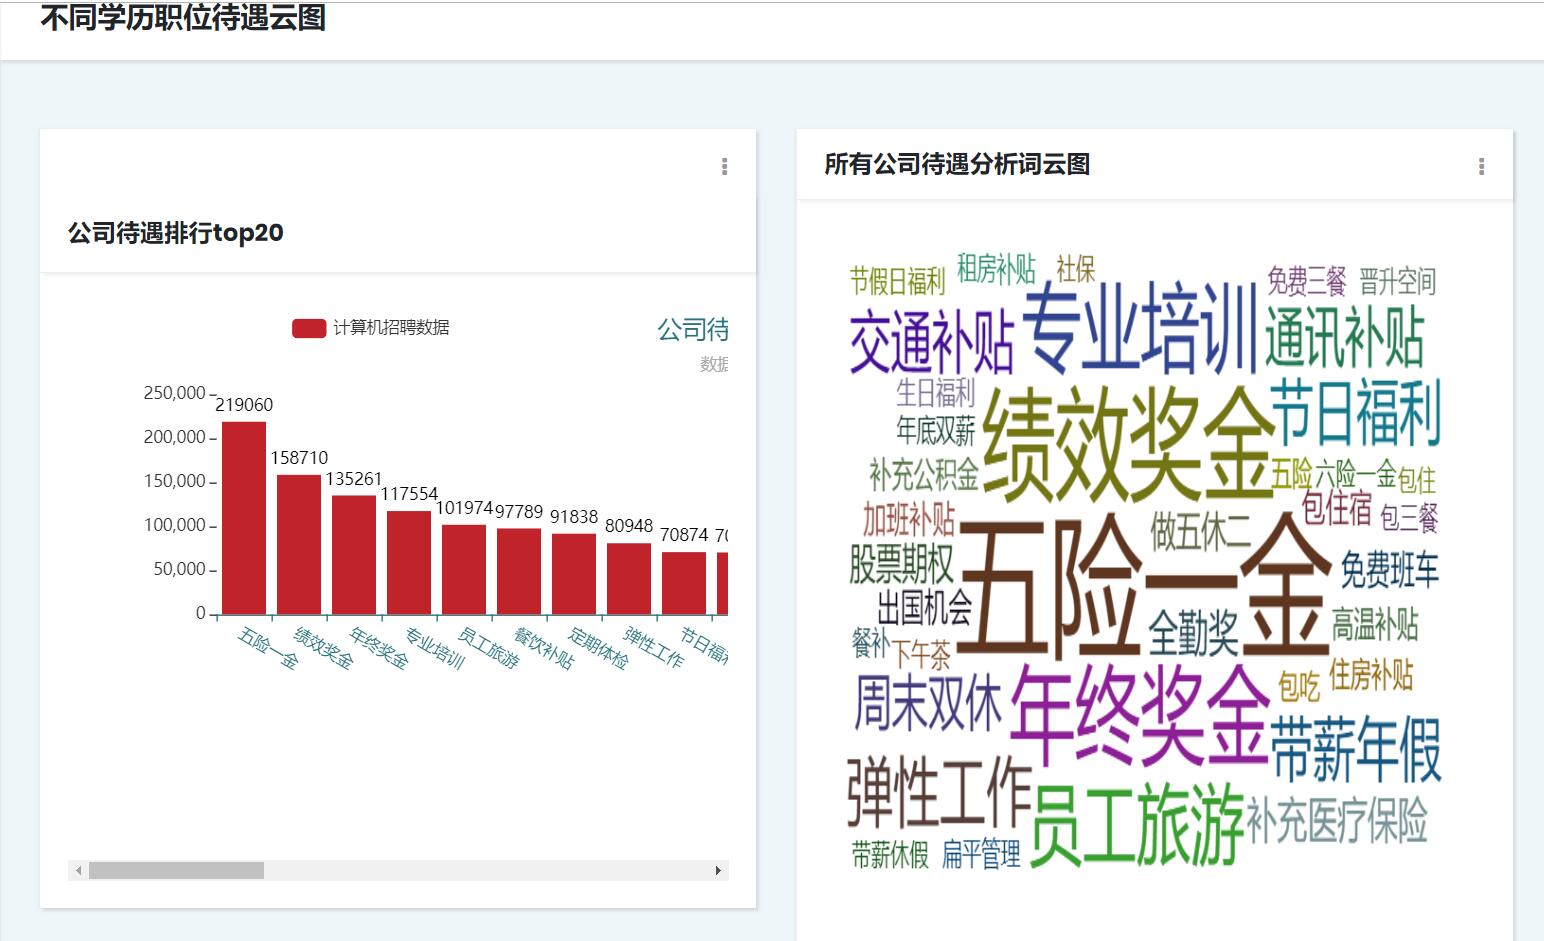 不同学历职位待遇云图
公司待遇排行top20
计算机招聘数据
公司待
数据
250,000
200,000
150,000
100,000
50,000
0
219060
158710
135261
117554
101974
97789
91838
80948
70874
70
五险一金
绩效奖金
年终奖金
专业培训
员工旅游
餐饮补贴
定期体检
弹性工作
节日福利
所有公司待遇分析词云图
节假日福利
租房补贴
社保
免费三餐
晋升空间
交通补贴
专业培训
通讯补贴
生日福利
年底双薪
绩效奖金
节日福利
补充公积金
五险
六险一金
包住
加班补贴
包住宿
包三餐
做五休二
股票期权
五险一金
免费班车
出国机会
全勤奖
高温补贴
餐补
下午茶
周末双休
年终奖金
包吃
住房补贴
带薪年假
弹性工作
员工旅游
补充医疗保险
带薪休假
扁平管理